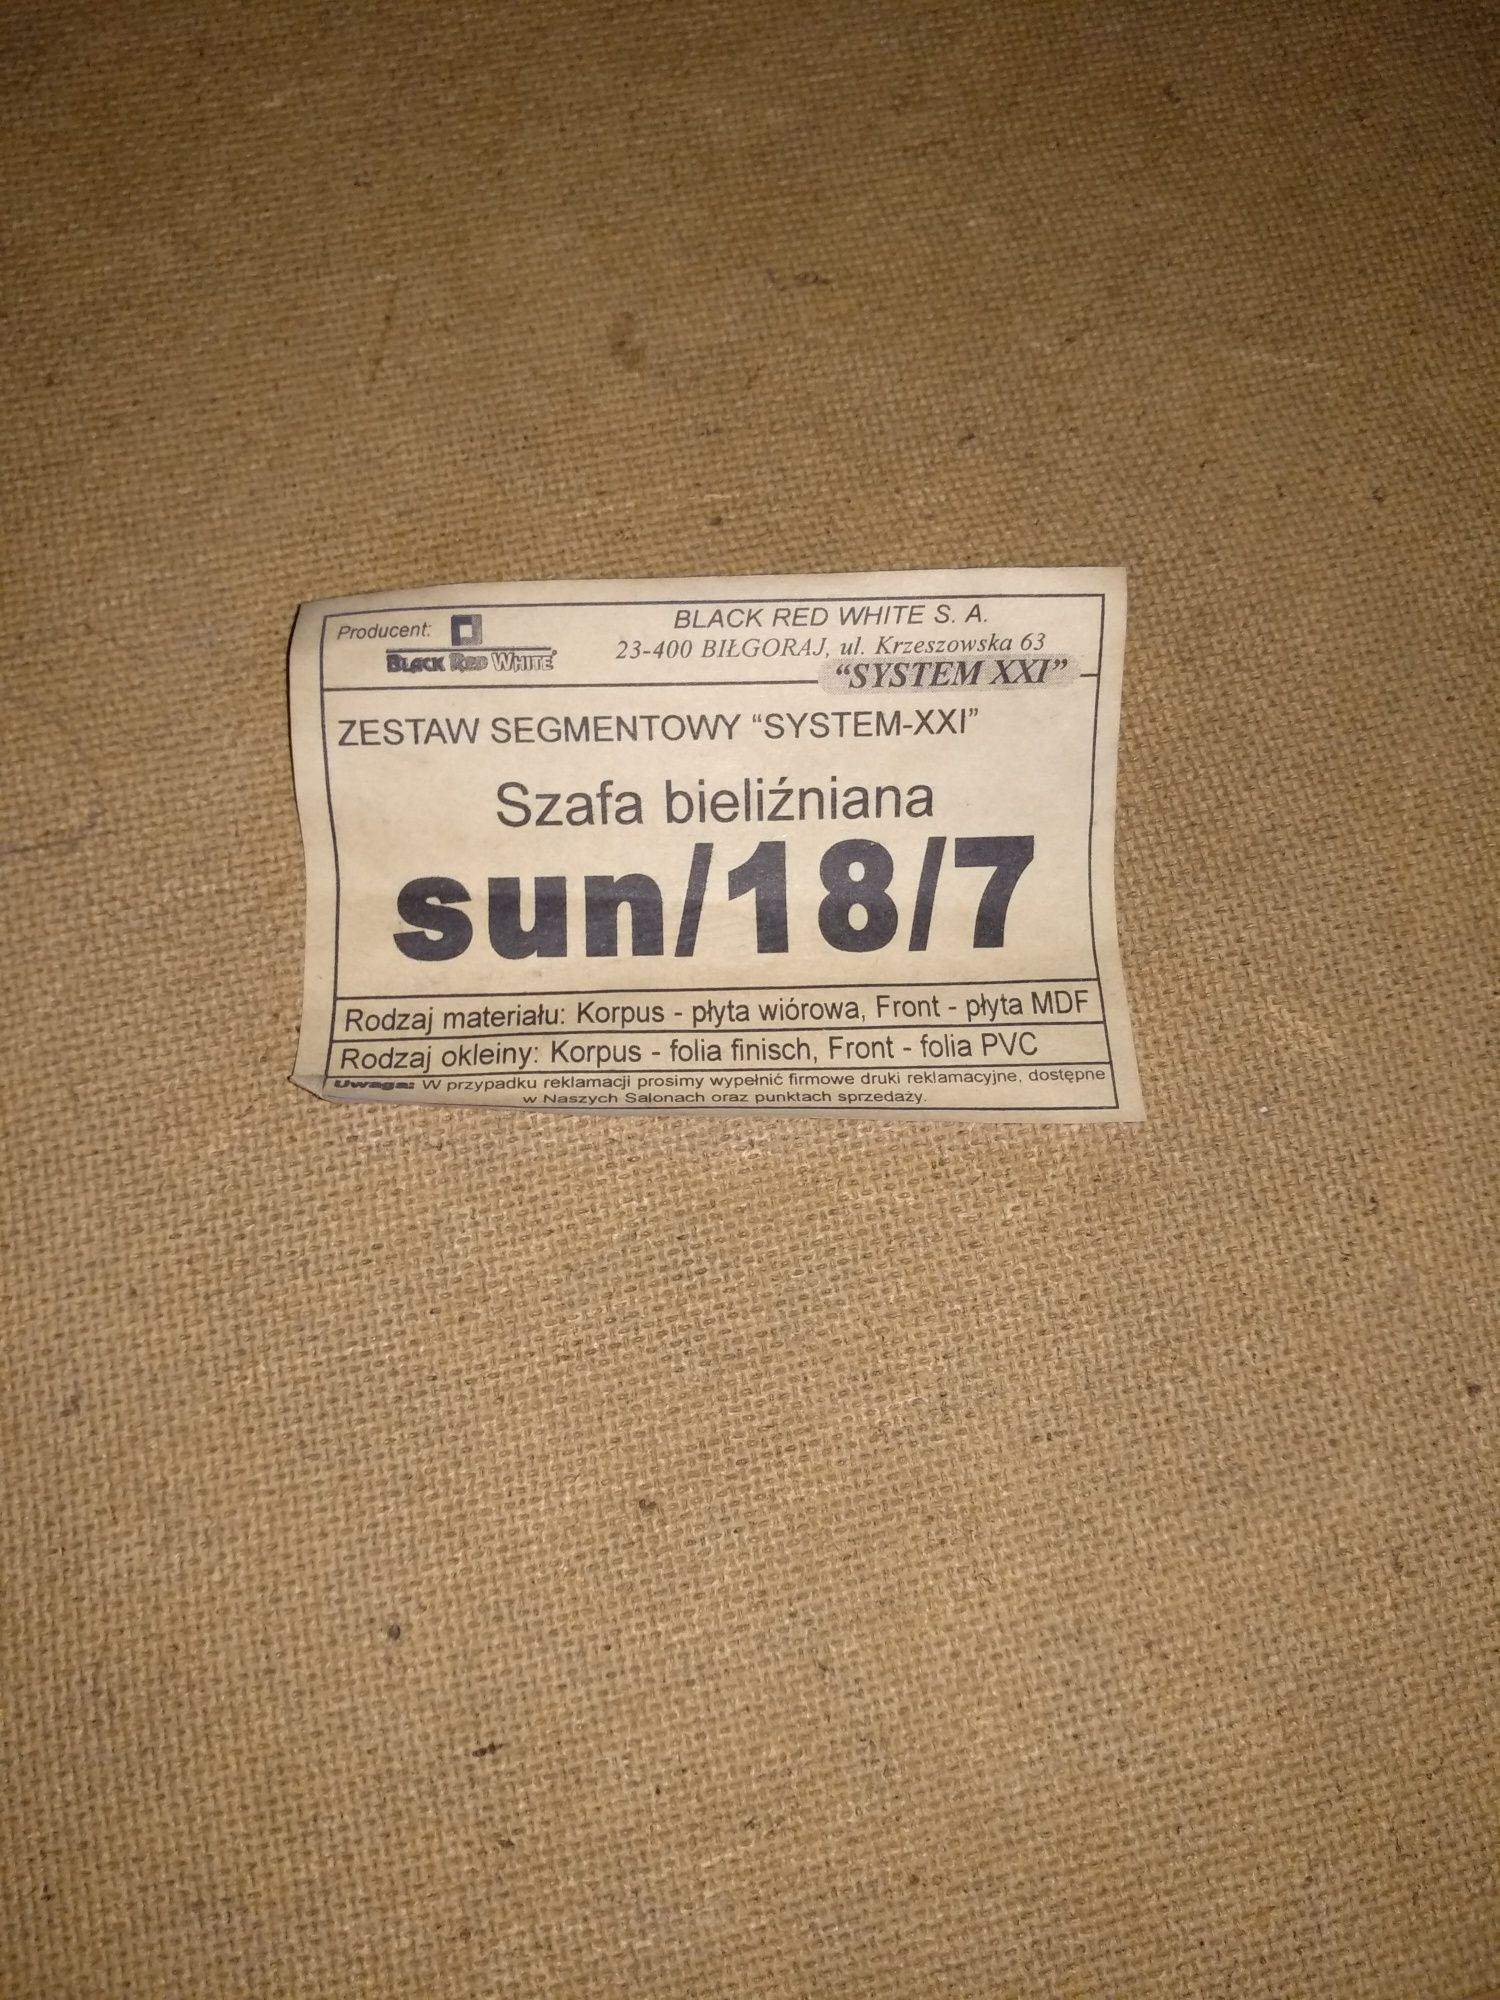 Producent:
BLACK RED WHITE
BLACK RED WHITE S. A.
23-400 BIŁGORAJ, ul. Krzeszowska 63
“SYSTEM XXI”
ZESTAW SEGMENTOWY “SYSTEM-XXI”
Szafa bieliźniana
sun/18/7
Rodzaj materiału: Korpus - płyta wiórowa, Front - płyta MDF
Rodzaj okleiny: Korpus - folia finisch, Front - folia PVC
Uwaga: W przypadku reklamacji prosimy wypełnić firmowe druki reklamacyjne, dostępne
w Naszych Salonach oraz punktach sprzedaży.